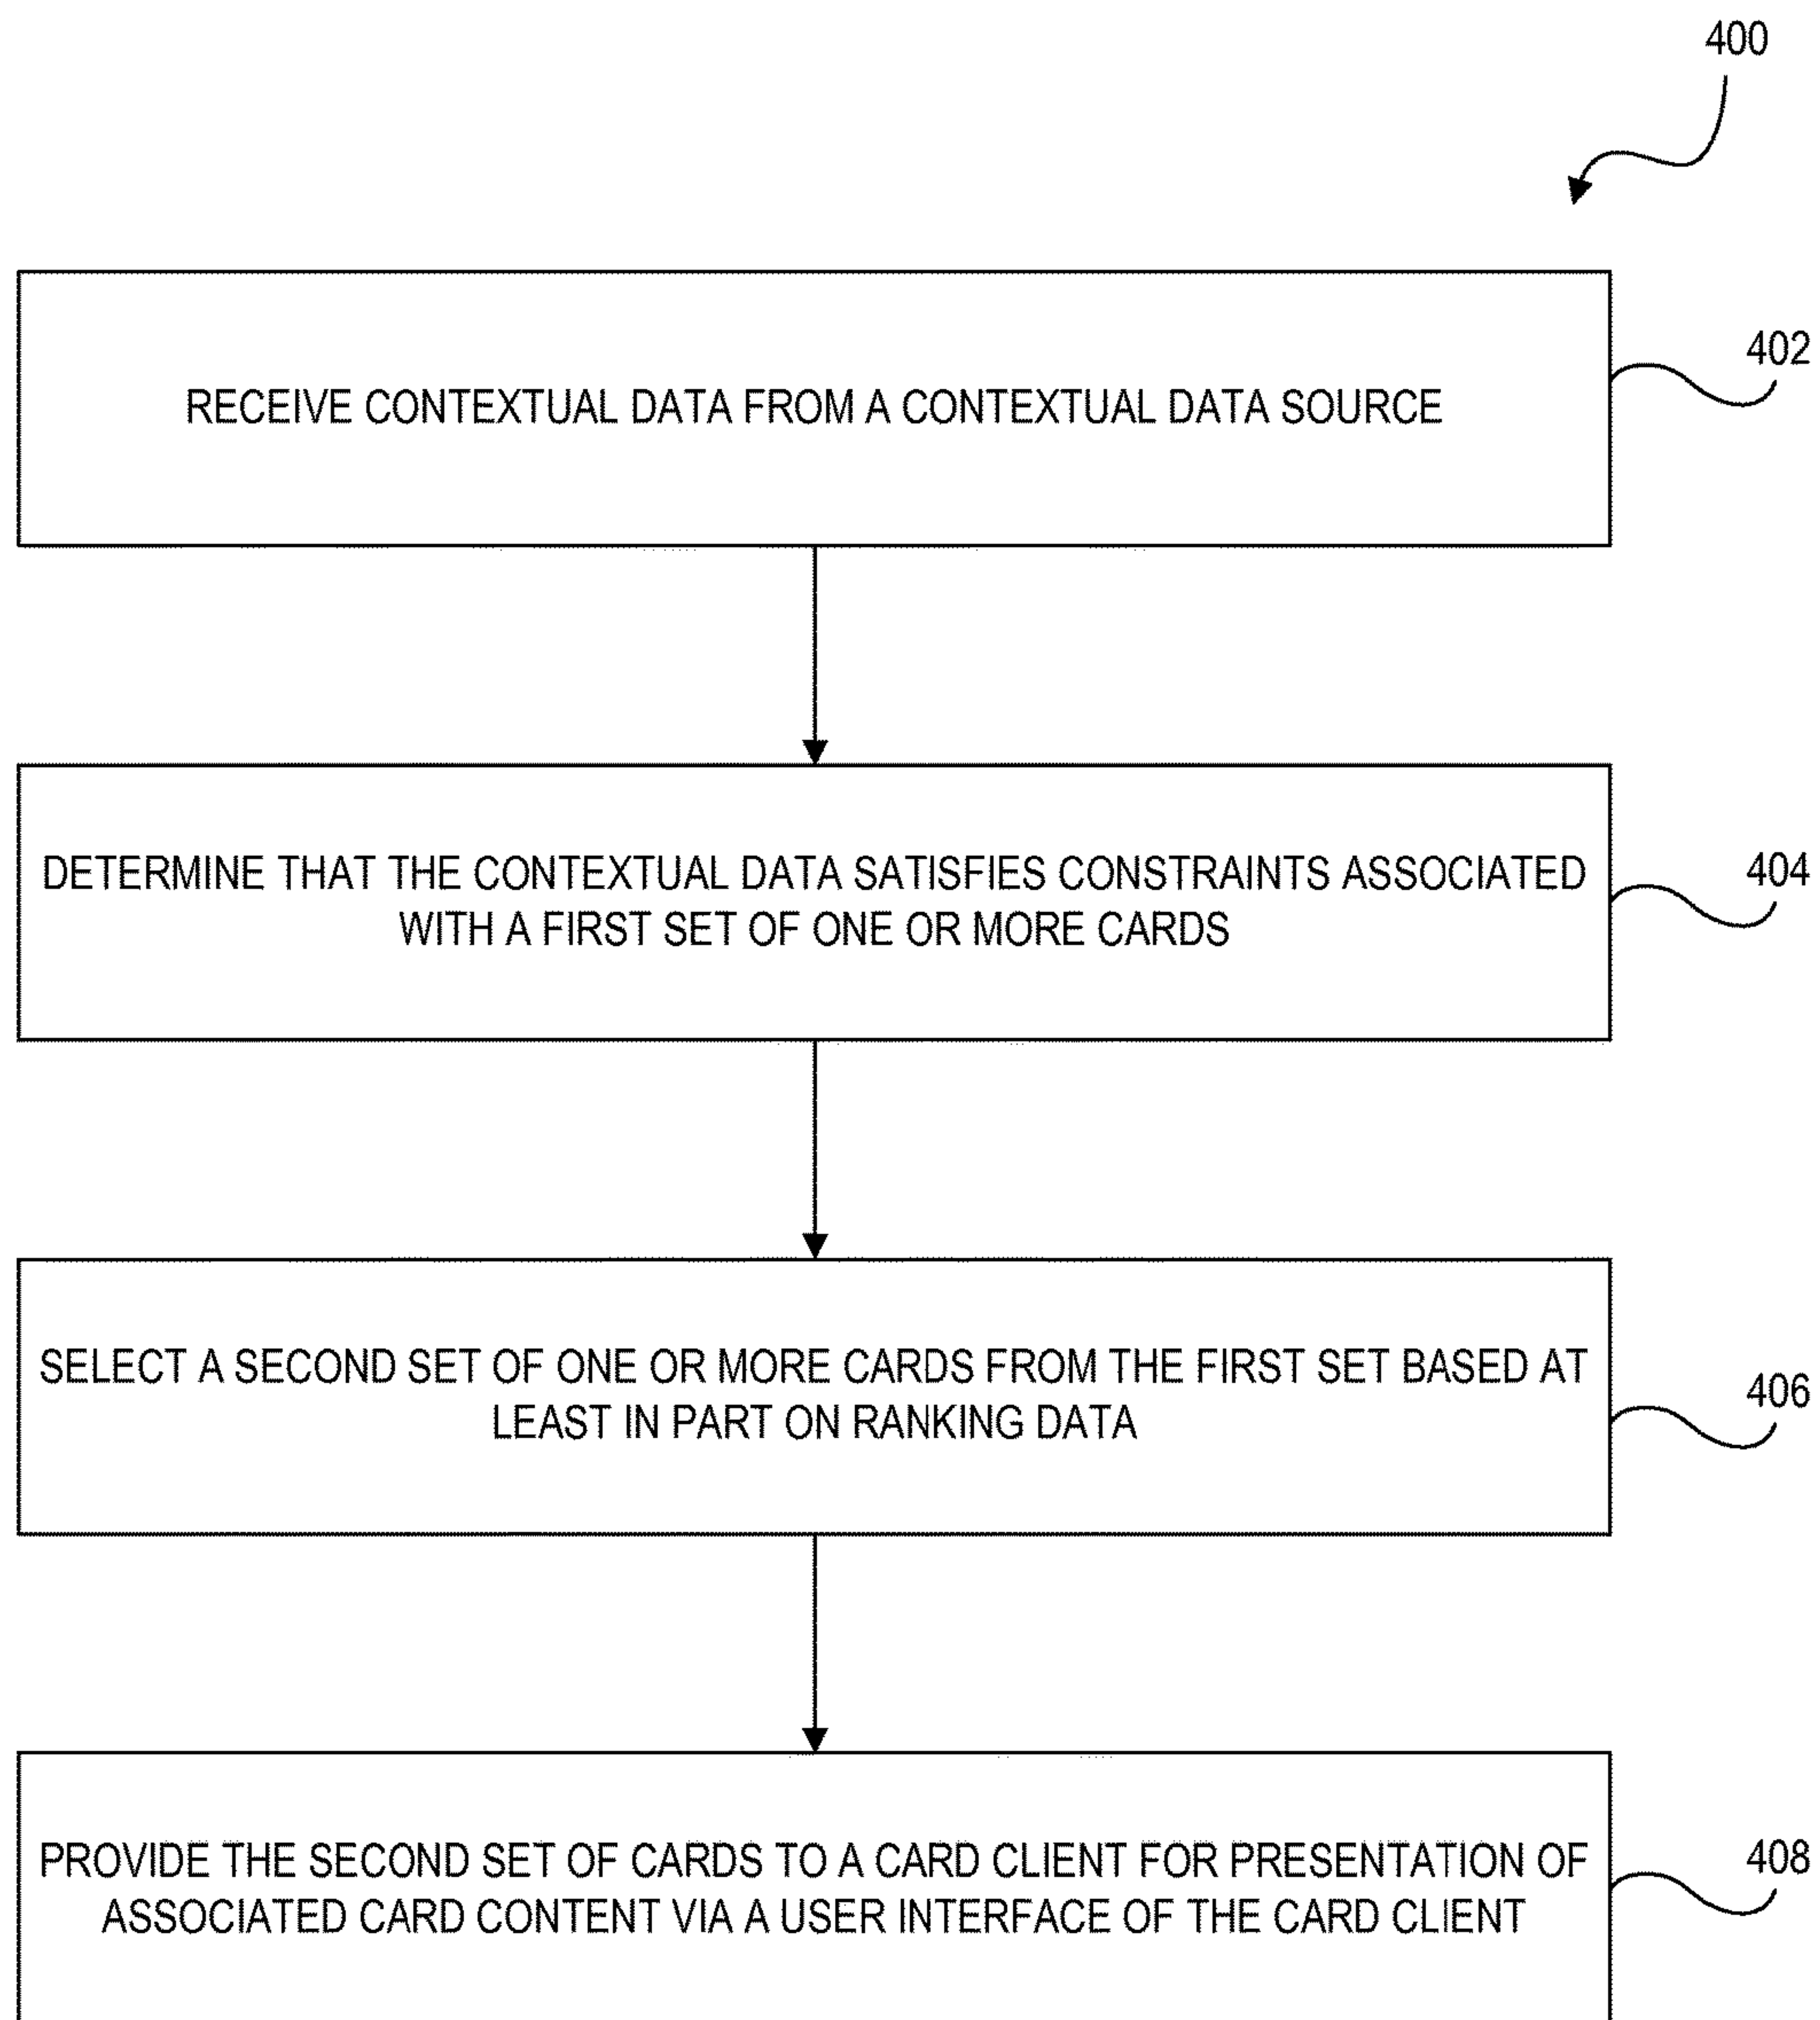 400
RECEIVE CONTEXTUAL DATA FROM A CONTEXTUAL DATA SOURCE
402
DETERMINE THAT THE CONTEXTUAL DATA SATISFIES CONSTRAINTS ASSOCIATED
WITH A FIRST SET OF ONE OR MORE CARDS
404
SELECT A SECOND SET OF ONE OR MORE CARDS FROM THE FIRST SET BASED AT
LEAST IN PART ON RANKING DATA
406
PROVIDE THE SECOND SET OF CARDS TO A CARD CLIENT FOR PRESENTATION OF
ASSOCIATED CARD CONTENT VIA A USER INTERFACE OF THE CARD CLIENT
408